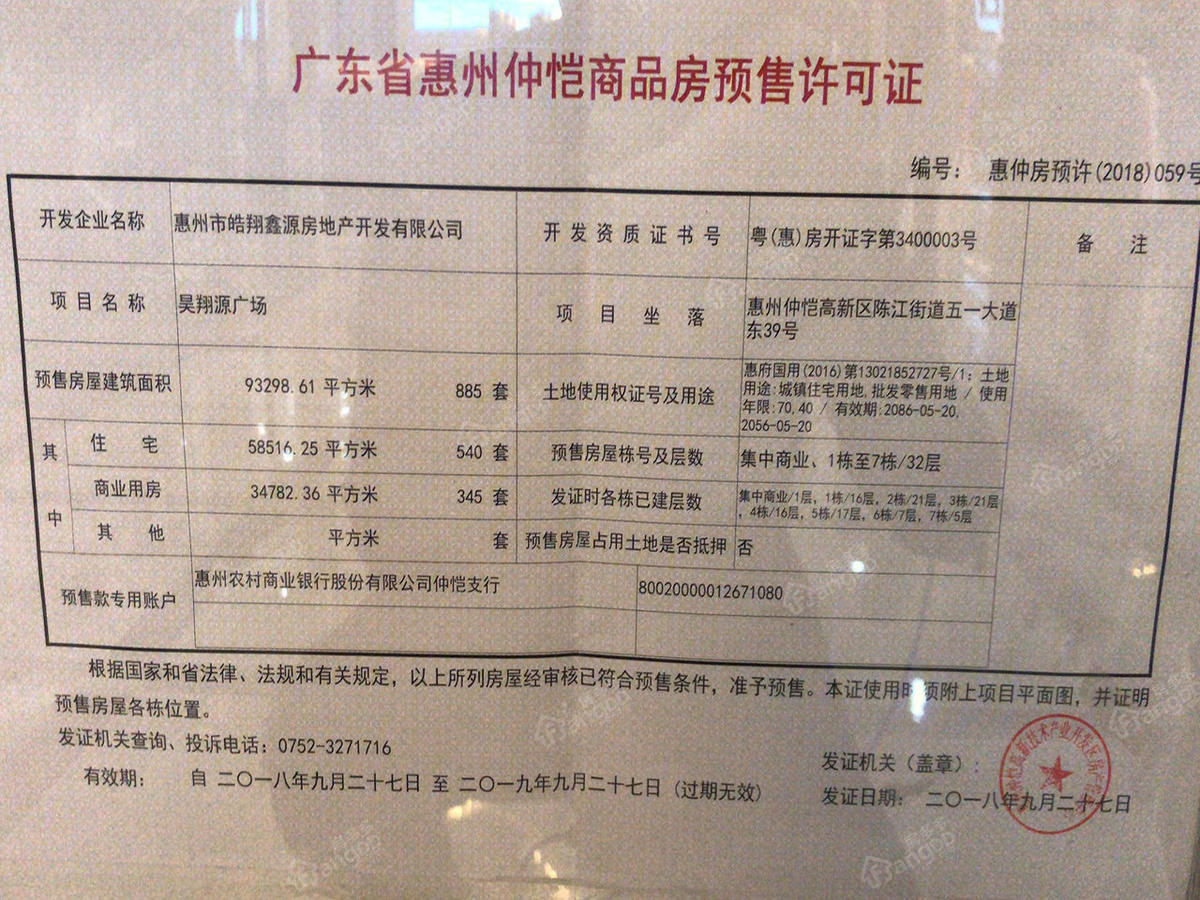 广东省惠州仲恺商品房预售许可证
编号： 惠仲房预许(2018)059号
开发企业名称 惠州市皓翔鑫源房地产开发有限公司 开发资质证书号 粤(惠)房开证字第3400003号 备 注
项目名称 昊翔源广场 项目坐落 惠州仲恺高新区陈江街道五一大道
东39号
预售房屋建筑面积 93298.61 平方米 885 套 土地使用权证号及用途 惠府国用(2016)第13021852727号/1；土地
用途:城镇住宅用地,批发零售用地 / 使用
年限:70,40 / 有效期:2086-05-20,
2056-05-20
其中 住 宅 58516.25 平方米 540 套 预售房屋栋号及层数 集中商业、1栋至7栋/32层
商业用房 34782.36 平方米 345 套 发证时各栋已建层数 集中商业/1层, 1栋/16层, 2栋/21层, 3栋/21层
, 4栋/16层, 5栋/17层, 6栋/7层, 7栋/5层
其 他 平方米 套 预售房屋占用土地是否抵押 否
预售款专用账户 惠州农村商业银行股份有限公司仲恺支行 80020000012671080
根据国家和省法律、法规和有关规定，以上所列房屋经审核已符合预售条件，准予预售。本证使用时须附上项目平面图，并证明
预售房屋各栋位置。
发证机关查询、投诉电话：0752-3271716
有效期： 自 二〇一八年九月二十七日 至 二〇一九年九月二十七日 (过期无效)
发证机关（盖章）：
发证日期： 二〇一八年九月二十七日